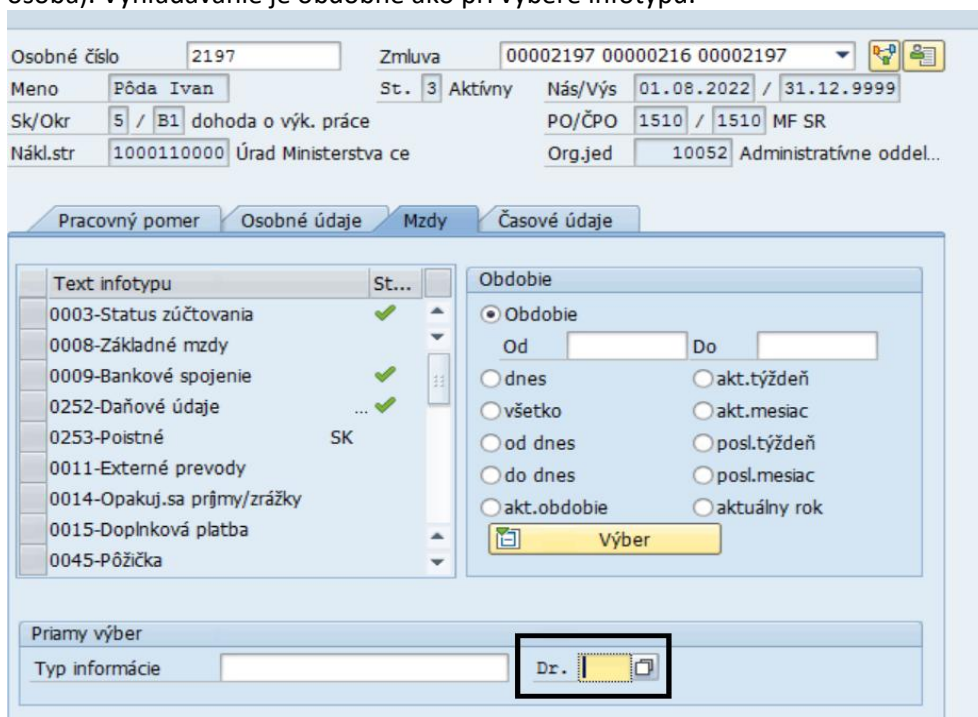 osoba). Vyhľadávanie je obdobné ako pri výbere infotypu.
Osobné číslo 2197 Zmluva 00002197 00000216 00002197
Meno Pôda Ivan St. 3 Aktívny Nás/Výs 01.08.2022 / 31.12.9999
Sk/Okr 5 / B1 dohoda o výk. práce PO/ČPO 1510 / 1510 MF SR
Nákl.str 1000110000 Úrad Ministerstva ce Org.jed 10052 Administratívne oddel...
Pracovný pomer Osobné údaje Mzdy Časové údaje
Text infotypu St...
0003-Status zúčtovania
0008-Základné mzdy
0009-Bankové spojenie
0252-Daňové údaje ...
0253-Poistné SK
0011-Externé prevody
0014-Opakuj.sa príjmy/zrážky
0015-Doplnková platba
0045-Pôžička
Obdobie
Obdobie
Od Do
dnes akt.týždeň
všetko akt.mesiac
od dnes posl.týždeň
do dnes posl.mesiac
akt.obdobie aktuálny rok
Výber
Priamy výber
Typ informácie Dr.